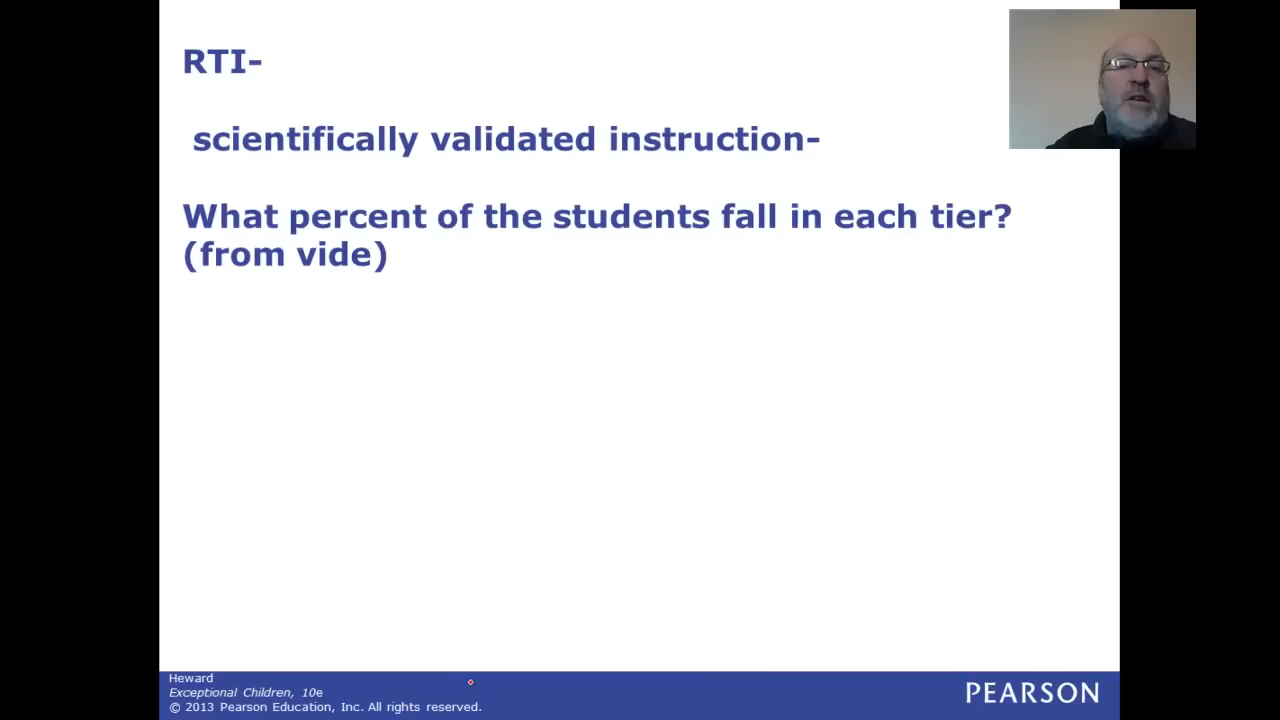 RTI-
scientifically validated instruction-
What percent of the students fall in each tier?
(from vide)
Heward
Exceptional Children, 10e
© 2013 Pearson Education, Inc. All rights reserved.
PEARSON